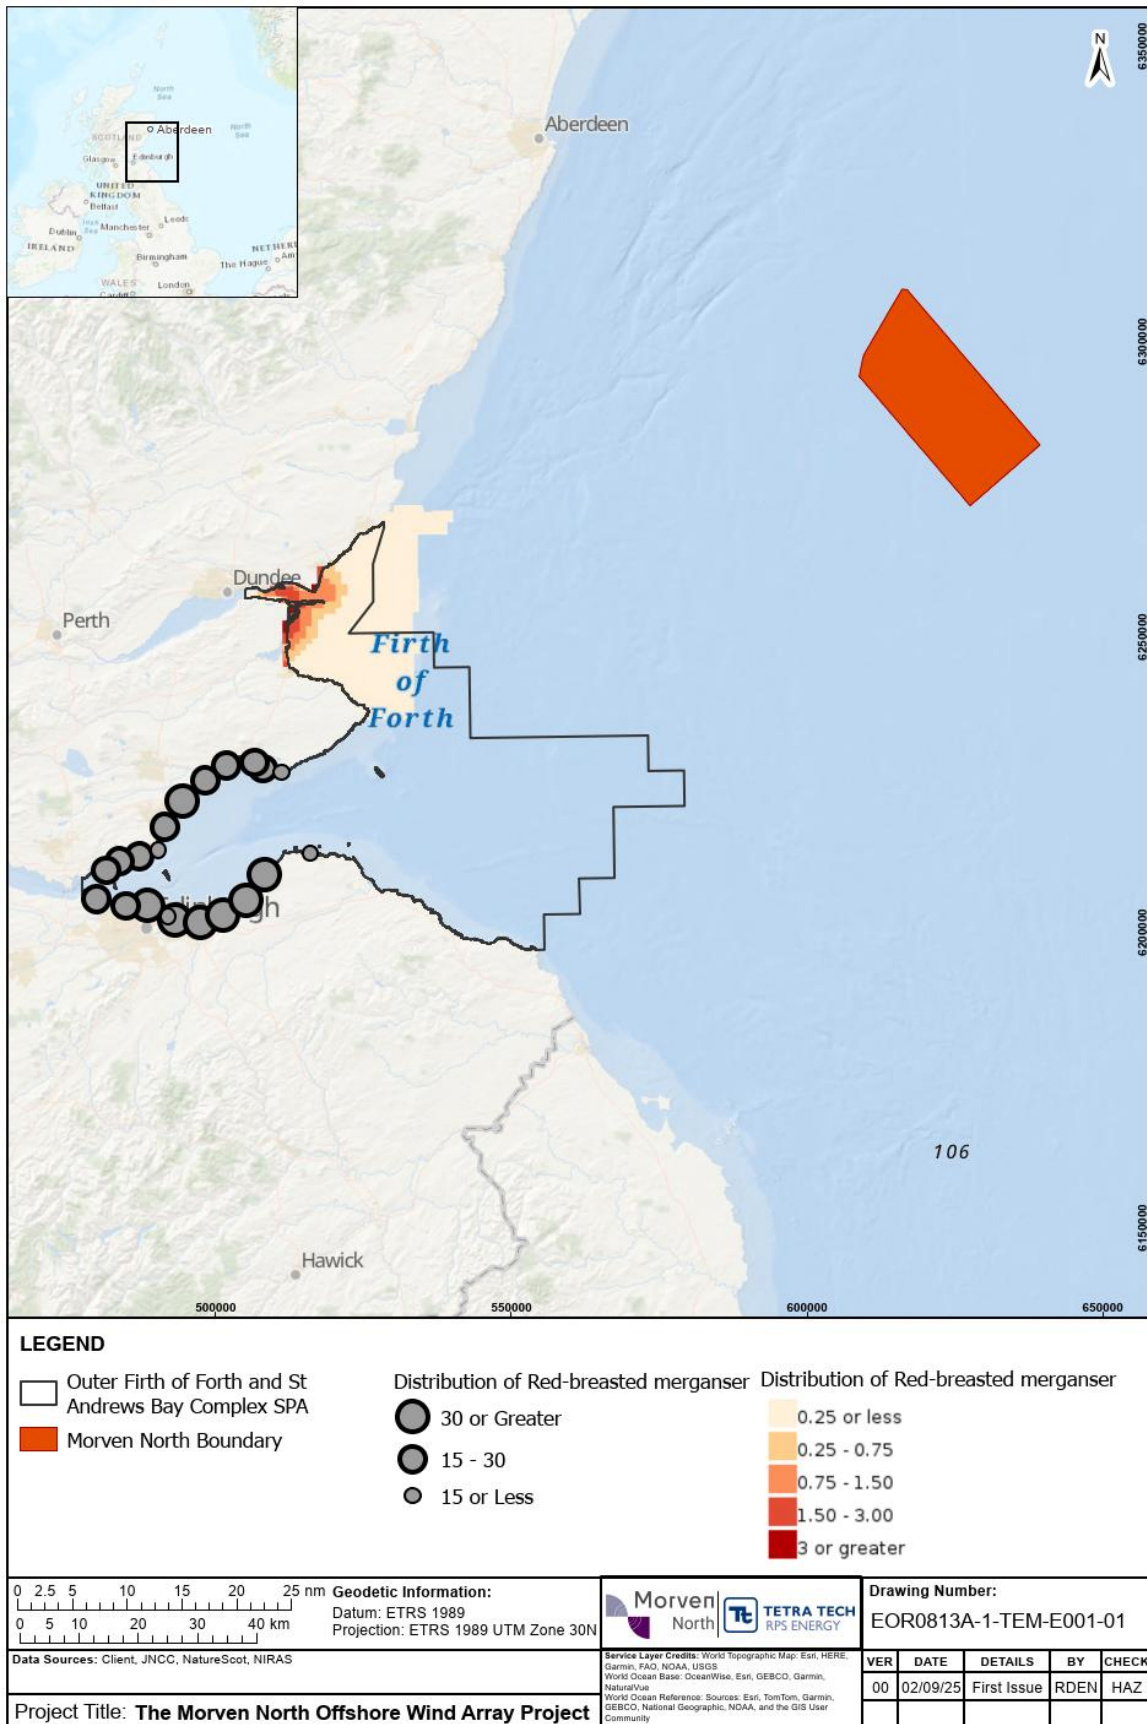 North
Sea
North
Sea
Aberdeen
SCOTLAND
Glasgow
Edinburgh
UNITED
KINGDOM
Belfast
Leeds
Dublin
Irish
Sea
Manchester
IRELAND
NETHER
Birmingham
The Hague
Am
WALES
London
Cardiff
N
6350000
Aberdeen
6300000
Dundee
Perth
Firth
of
Forth
6250000
6200000
106
Hawick
6150000
500000
550000
600000
650000
LEGEND
Outer Firth of Forth and St
Andrews Bay Complex SPA
Morven North Boundary
Distribution of Red-breasted merganser
30 or Greater
15 - 30
15 or Less
Distribution of Red-breasted merganser
0.25 or less
0.25 - 0.75
0.75 - 1.50
1.50 - 3.00
3 or greater
0 2.5 5 10 15 20 25 nm
0 5 10 20 30 40 km
Geodetic Information:
Datum: ETRS 1989
Projection: ETRS 1989 UTM Zone 30N
Morven
North
Tt TETRA TECH
RPS ENERGY
Drawing Number:
EOR0813A-1-TEM-E001-01
Data Sources: Client, JNCC, NatureScot, NIRAS
Service Layer Credits: World Topographic Map: Esri, HERE,
Garmin, FAO, NOAA, USGS
World Ocean Base: OceanWise, Esri, GEBCO, Garmin,
NaturalVue
World Ocean Reference: Sources: Esri, TomTom, Garmin,
GEBCO, National Geographic, NOAA, and the GIS User
Community
VER DATE DETAILS BY CHECK
00 02/09/25 First Issue RDEN HAZ
Project Title: The Morven North Offshore Wind Array Project